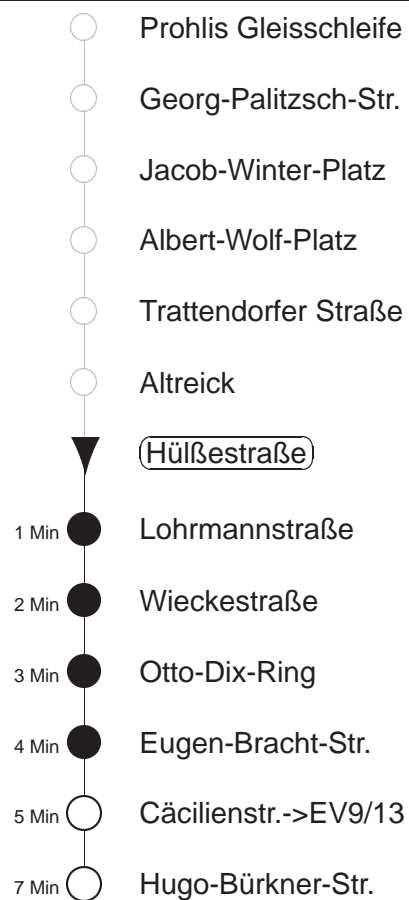 Prohlis Gleisschleife
Georg-Palitzsch-Str.
Jacob-Winter-Platz
Albert-Wolf-Platz
Trattendorfer Straße
Altreick
Hülßestraße
1 Min Lohrmannstraße
2 Min Wieckestraße
3 Min Otto-Dix-Ring
4 Min Eugen-Bracht-Str.
5 Min Cäcilienstr.->EV9/13
7 Min Hugo-Bürkner-Str.